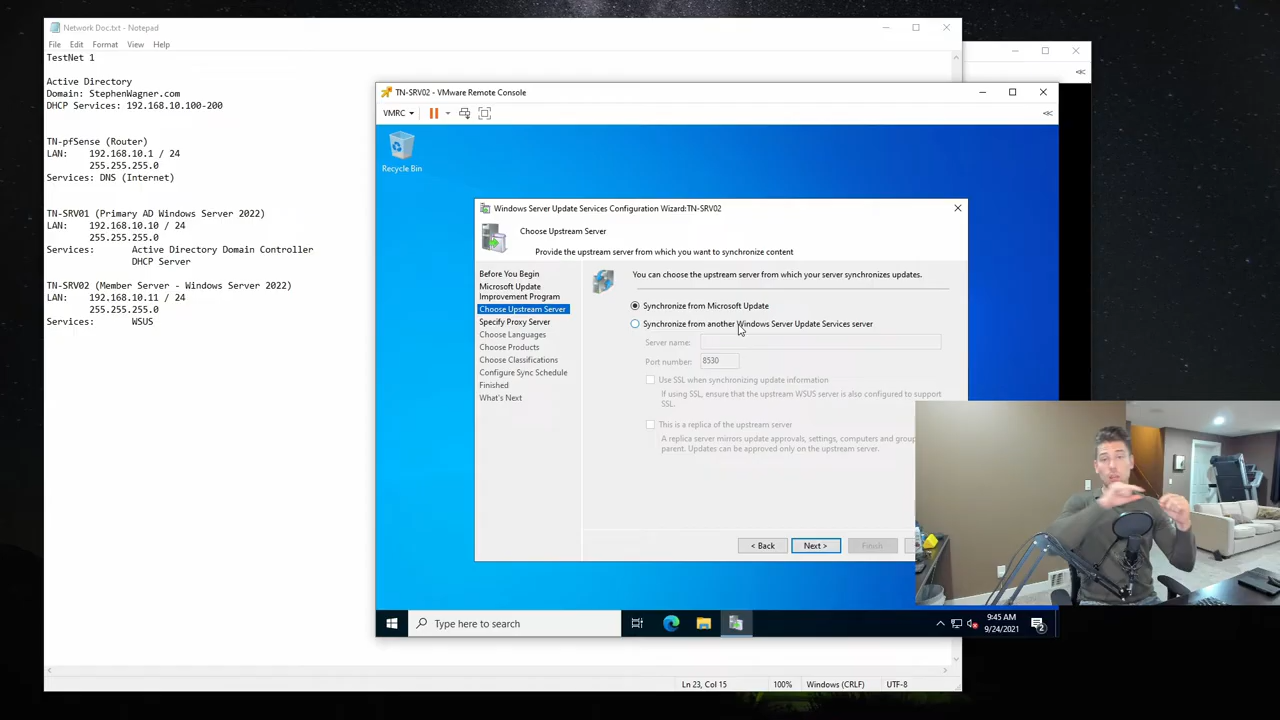 Network Doc.txt - Notepad
File Edit Format View Help
TestNet 1
Active Directory
Domain: StephenWagner.com
DHCP Services: 192.168.10.100-200
TN-pfSense (Router)
LAN: 192.168.10.1 / 24
255.255.255.0
Services: DNS (Internet)
TN-SRV01 (Primary AD Windows Server 2022)
LAN: 192.168.10.10 / 24
255.255.255.0
Services: Active Directory Domain Controller
DHCP Server
TN-SRV02 (Member Server - Windows Server 2022)
LAN: 192.168.10.11 / 24
255.255.255.0
Services: WSUS
Ln 23, Col 15 100% Windows (CRLF) UTF-8
TN-SRV02 - VMware Remote Console
VMRC
Recycle Bin
Windows Server Update Services Configuration Wizard:TN-SRV02
Choose Upstream Server
Provide the upstream server from which you want to synchronize content
Before You Begin
Microsoft Update
Improvement Program
Choose Upstream Server
Specify Proxy Server
Choose Languages
Choose Products
Choose Classifications
Configure Sync Schedule
Finished
What's Next
You can choose the upstream server from which your server synchronizes updates.
Synchronize from Microsoft Update
Synchronize from another Windows Server Update Services server
Server name:
Port number: 8530
Use SSL when synchronizing update information
If using SSL, ensure that the upstream WSUS server is also configured to support
SSL.
This is a replica of the upstream server
A replica server mirrors update approvals, settings, computers and group
parent. Updates can be approved only on the upstream server.
< Back Next > Finish
Type here to search
9:45 AM
9/24/2021
2